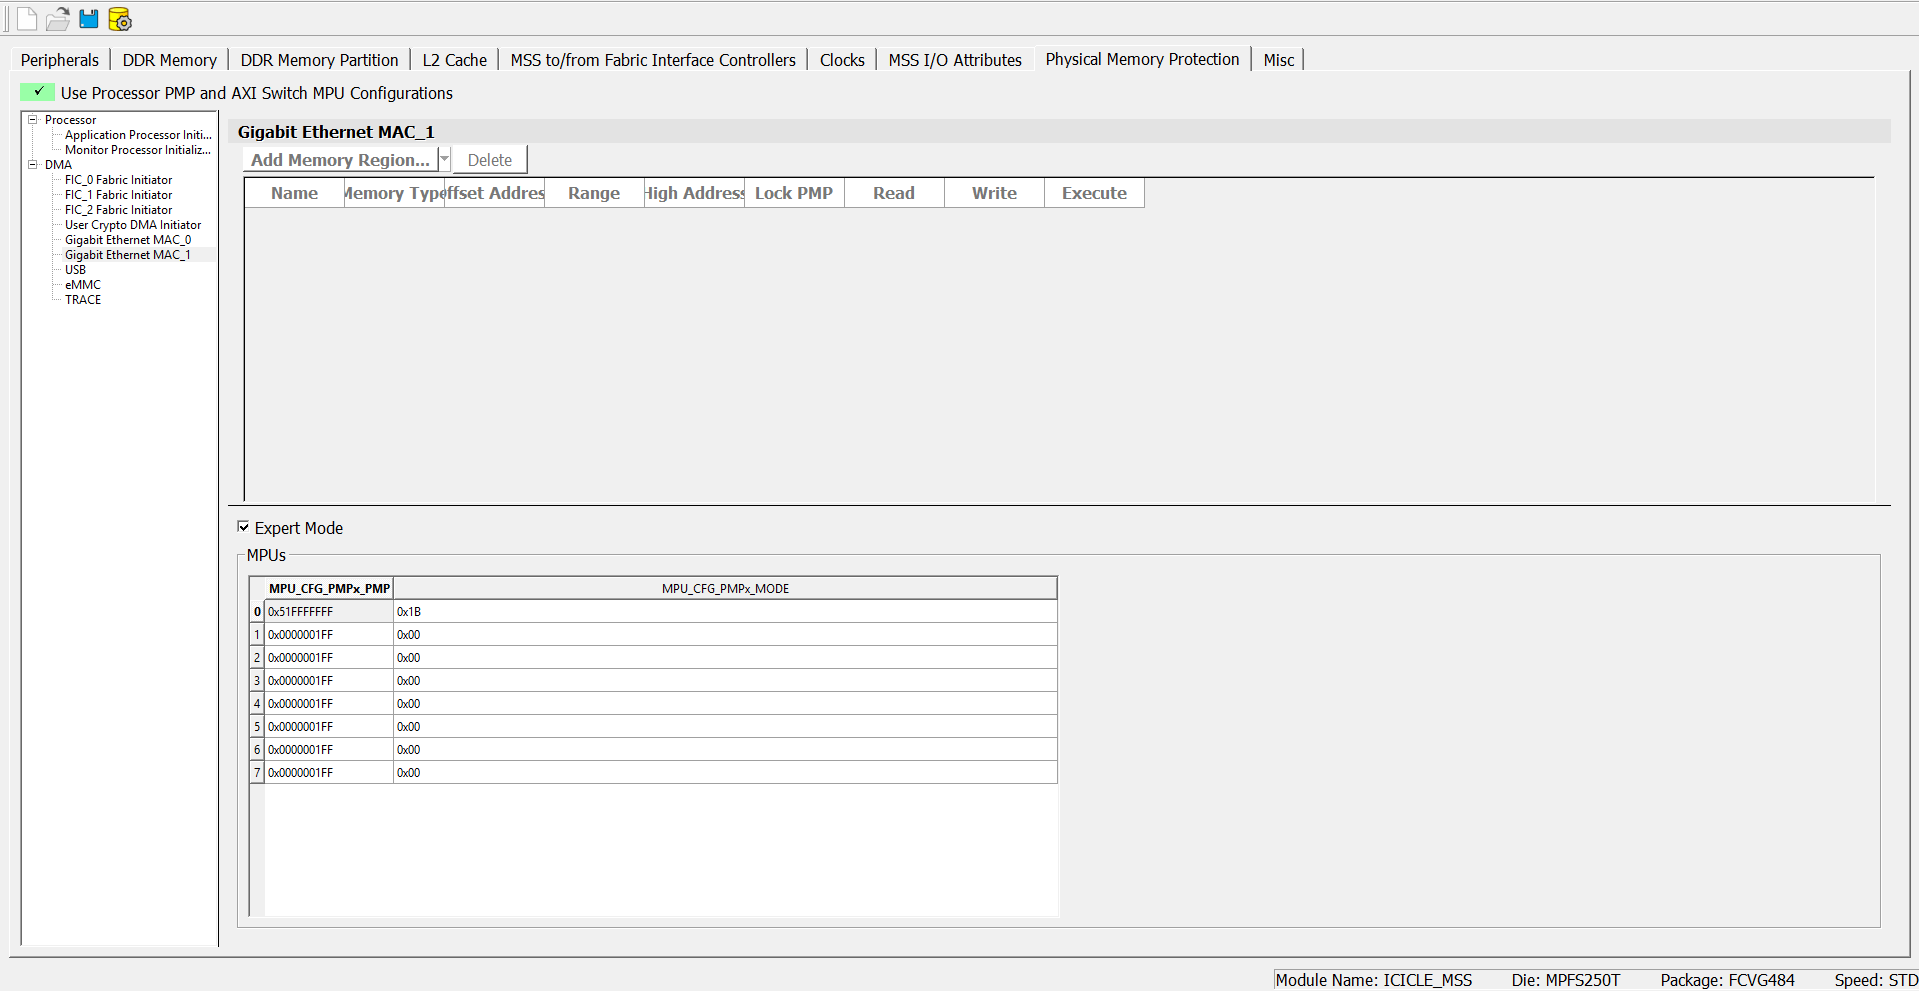 Peripherals DDR Memory DDR Memory Partition L2 Cache MSS to/from Fabric Interface Controllers Clocks MSS I/O Attributes Physical Memory Protection Misc
Use Processor PMP and AXI Switch MPU Configurations
Processor
Application Processor Initi...
Monitor Processor Initializ...
DMA
FIC_0 Fabric Initiator
FIC_1 Fabric Initiator
FIC_2 Fabric Initiator
User Crypto DMA Initiator
Gigabit Ethernet MAC_0
Gigabit Ethernet MAC_1
USB
eMMC
TRACE
Gigabit Ethernet MAC_1
Add Memory Region... Delete
Name Memory Type ffset Addres Range High Address Lock PMP Read Write Execute
Expert Mode
MPUs
MPU_CFG_PMPx_PMP MPU_CFG_PMPx_MODE
0 0x51FFFFFFF 0x1B
1 0x0000001FF 0x00
2 0x0000001FF 0x00
3 0x0000001FF 0x00
4 0x0000001FF 0x00
5 0x0000001FF 0x00
6 0x0000001FF 0x00
7 0x0000001FF 0x00
Module Name: ICICLE_MSS Die: MPFS250T Package: FCVG484 Speed: STD